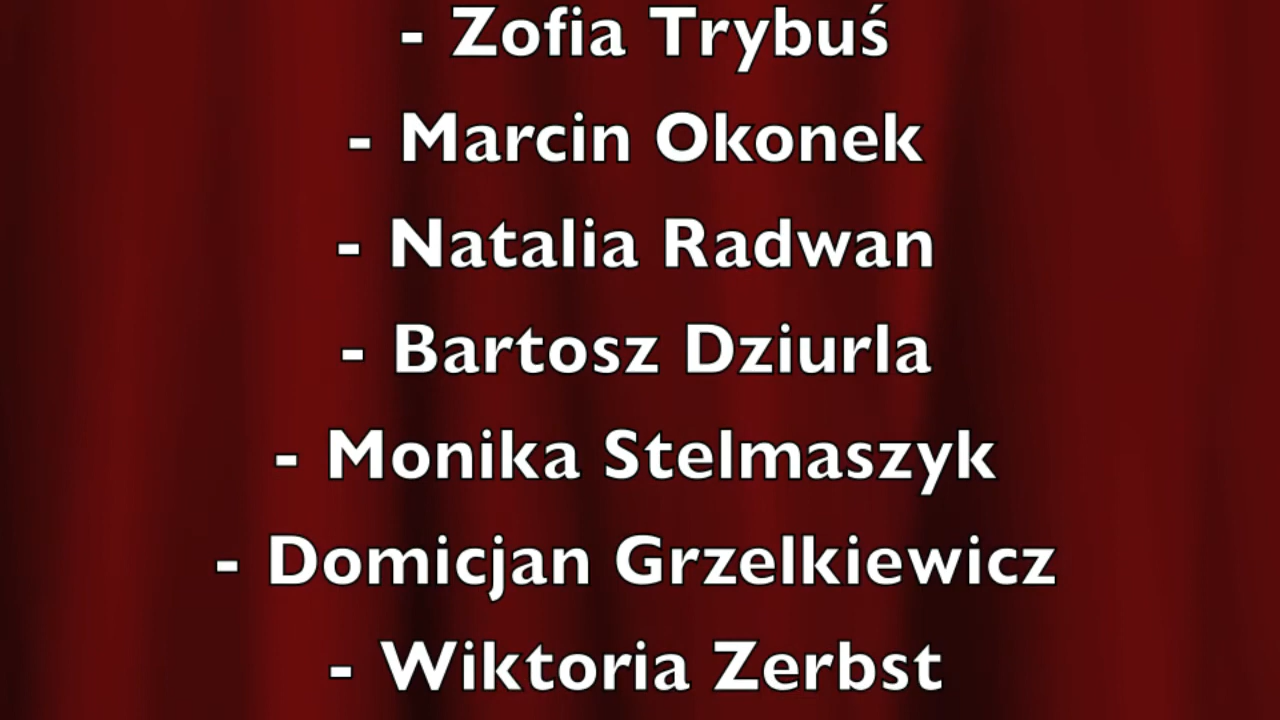 - Zofia Trybuś
- Marcin Okonek
- Natalia Radwan
- Bartosz Dziurla
- Monika Stelmaszyk
- Domicjan Grzelkiewicz
- Wiktoria Zerbst